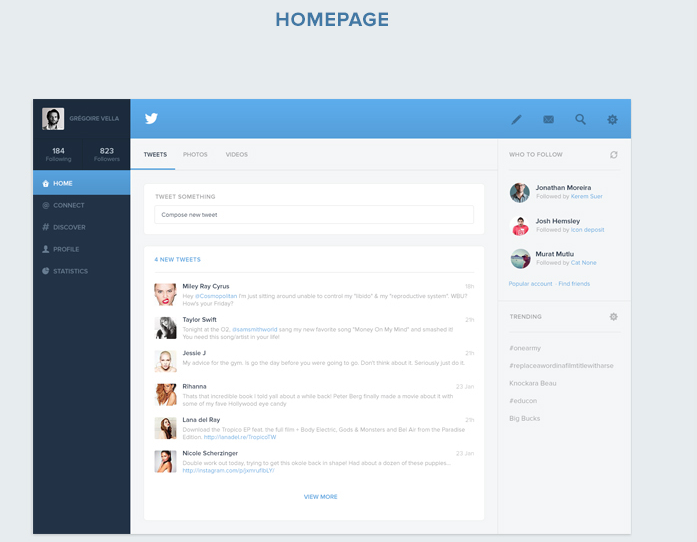 HOMEPAGE
GRÉGOIRE VELLA
184 823
Following Followers
HOME
CONNECT
DISCOVER
PROFILE
STATISTICS
TWEETS PHOTOS VIDEOS
TWEET SOMETHING
Compose new tweet
4 NEW TWEETS
Miley Ray Cyrus 18h
Hey @Cosmopolitan I'm just sitting around unable to control my "libido" & my "reproductive system". WBU?
How's your Friday?
Taylor Swift 21h
Tonight at the O2, @samsmithworld sang my new favorite song "Money On My Mind" and smashed it!
You need this song/artist in your life!
Jessie J 21h
My advice for the gym. is go the day before you were going to go. Don't think about it. Seriously just do it.
Rihanna 23 Jan
Thats that incredible book I told yall about a while back! Peter Berg finally made a movie about it with
some of my fave Hollywood eye candy
Lana del Ray 21h
Download the Tropico EP feat. the full film + Body Electric, Gods & Monsters and Bel Air from the Paradise
Edition. http://lanadel.re/TropicoTW
Nicole Scherzinger 23 Jan
Double work out today, trying to get this okole back in shape! Had about a dozen of these puppies...
VIEW MORE
WHO TO FOLLOW
Jonathan Moreira
Followed by Kerem Suer
Josh Hemsley
Followed by icon deposit
Murat Mutlu
Followed by Cat None
Popular account · Find friends
TRENDING
#onearmy
#replaceawordinafilmtitlewitharse
Knockara Beau
#educon
Big Bucks